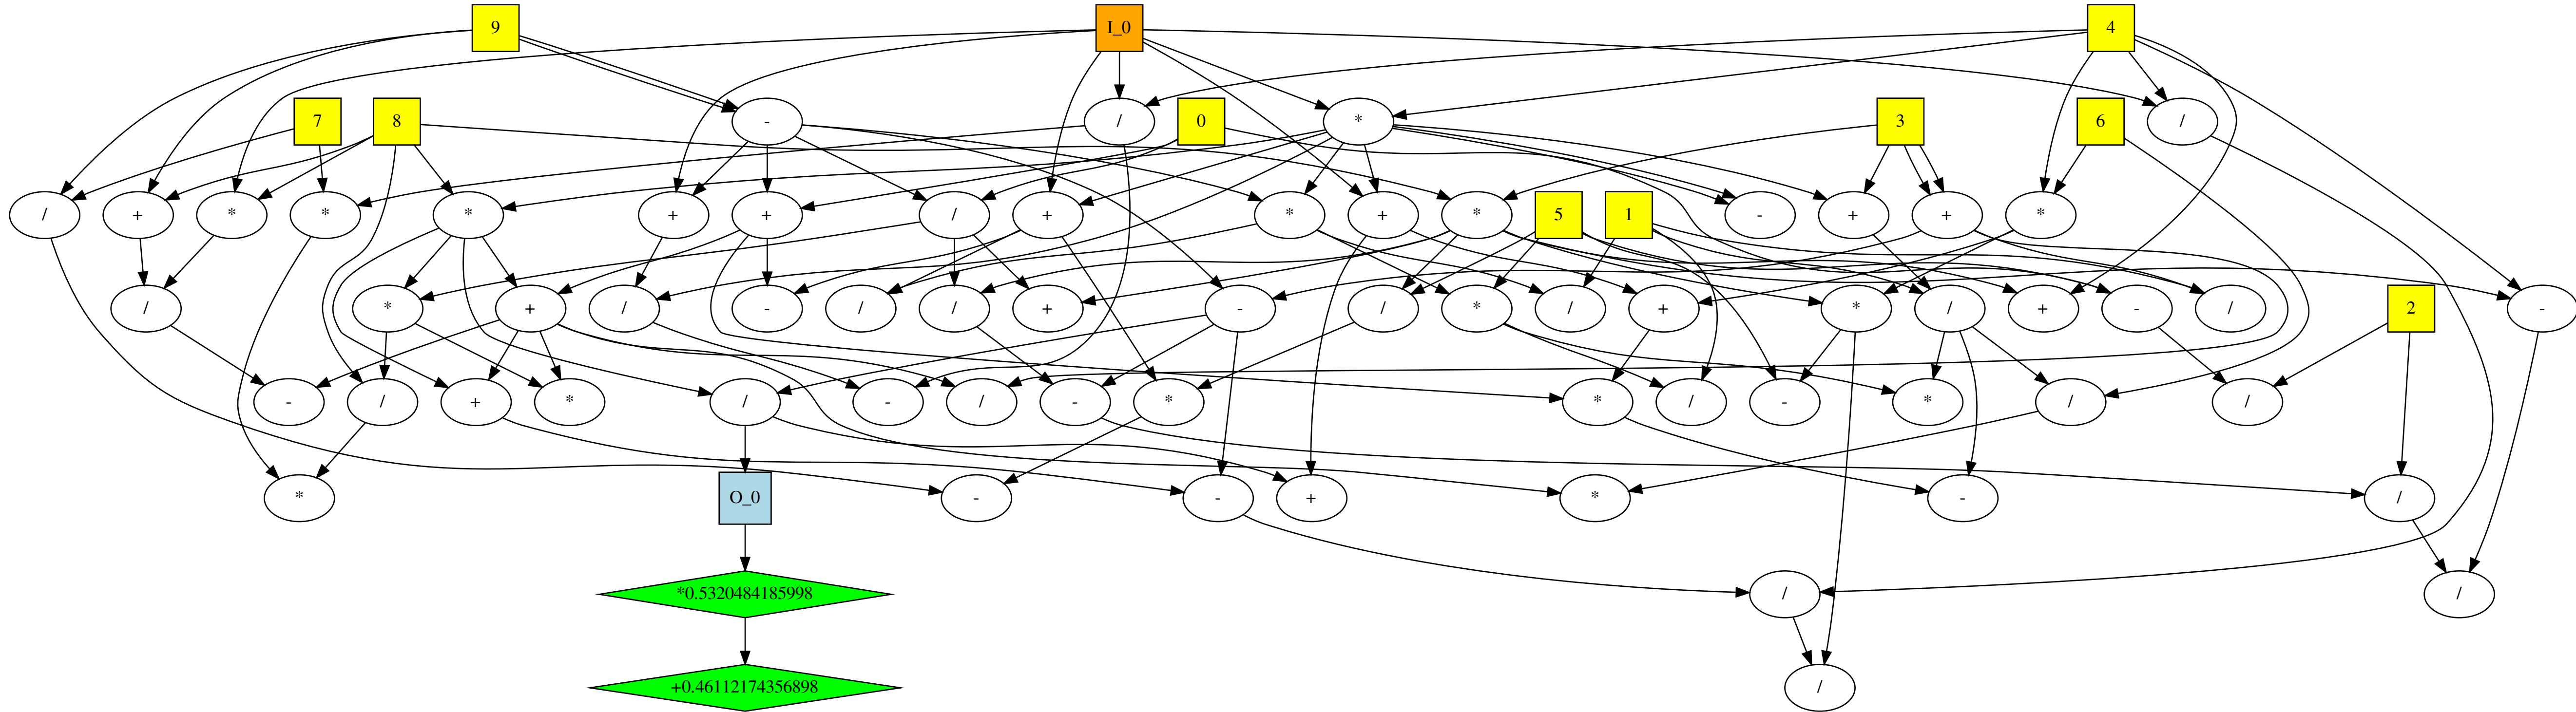 9 I_0 4
7 8 - / 0 * 3 6 /
/ + * * * + + / + * + * 5 1 - + + *
/ * + / - / / + - / * / + * / + - / 2 -
- / + * / - / - * * / - * / /
* O_0 - - + * - /
*0.5320484185998 / /
+0.46112174356898 /